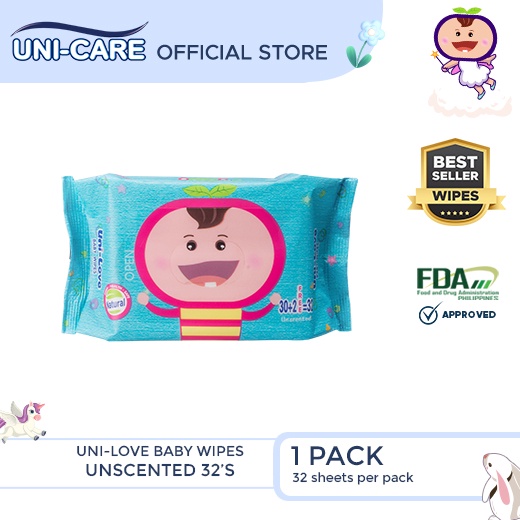 UNI-CARE OFFICIAL STORE
BEST
SELLER
WIPES
FDA
Food and Drug Administration
PHILIPPINES
APPROVED
Uni-Love
OPEN
Natural
30+2
=32
Unscented
UNI-LOVE BABY WIPES
UNSCENTED 32'S
1 PACK
32 sheets per pack